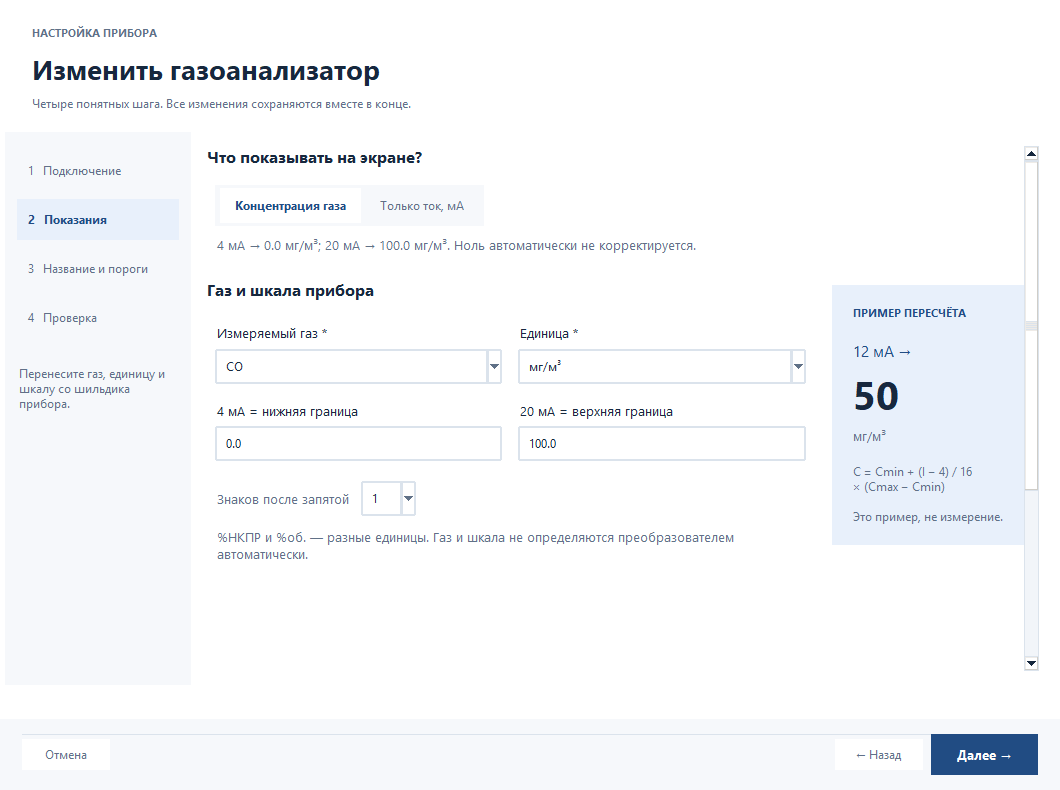 НАСТРОЙКА ПРИБОРА
Изменить газоанализатор
Четыре понятных шага. Все изменения сохраняются вместе в конце.
1 Подключение
2 Показания
3 Название и пороги
4 Проверка
Перенесите газ, единицу и
шкалу со шильдика
прибора.
Что показывать на экране?
Концентрация газа
Только ток, мА
4 мА → 0.0 мг/м³; 20 мА → 100.0 мг/м³. Ноль автоматически не корректируется.
Газ и шкала прибора
Измеряемый газ *
Единица *
CO
мг/м³
4 мА = нижняя граница
20 мА = верхняя граница
0.0
100.0
Знаков после запятой
1
%НКПР и %об. — разные единицы. Газ и шкала не определяются преобразователем
автоматически.
ПРИМЕР ПЕРЕСЧЁТА
12 мА →
50
мг/м³
C = Cmin + (I − 4) / 16
× (Cmax − Cmin)
Это пример, не измерение.
Отмена
← Назад
Далее →